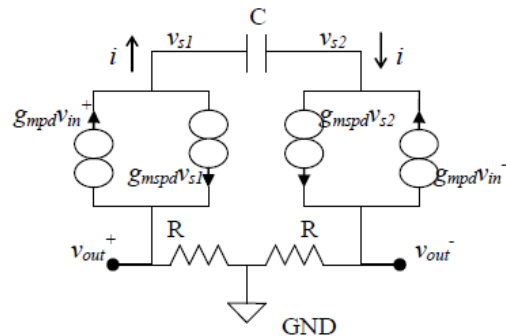 C
i
v_{s1}
v_{s2}
i
g_{mpd}v_{in}^{+}
g_{mspd}v_{s2}
g_{mspd}v_{s1}
g_{mpd}v_{in}^{-}
R
R
v_{out}^{+}
v_{out}^{-}
GND